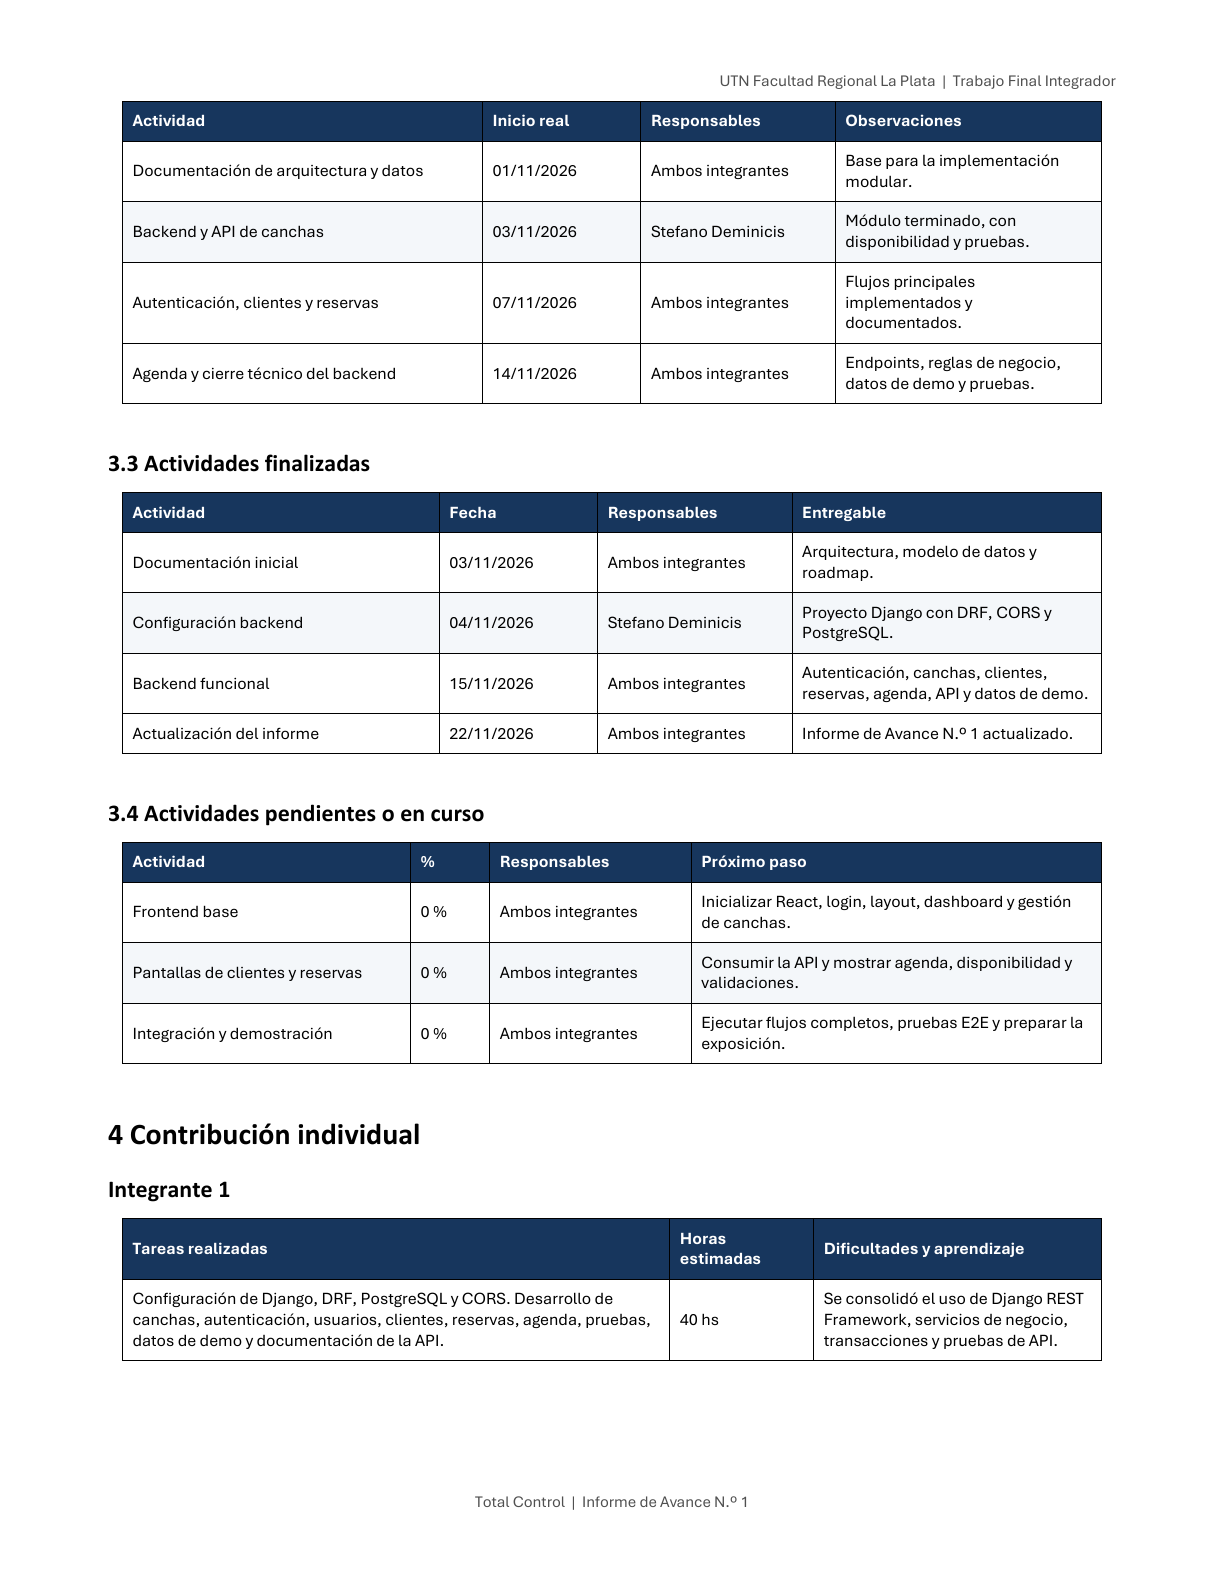 UTN Facultad Regional La Plata | Trabajo Final Integrador
Actividad Inicio real Responsables Observaciones
Documentación de arquitectura y datos 01/11/2026 Ambos integrantes Base para la implementación
modular.
Backend y API de canchas 03/11/2026 Stefano Deminicis Módulo terminado, con
disponibilidad y pruebas.
Autenticación, clientes y reservas 07/11/2026 Ambos integrantes Flujos principales
implementados y
documentados.
Agenda y cierre técnico del backend 14/11/2026 Ambos integrantes Endpoints, reglas de negocio,
datos de demo y pruebas.
3.3 Actividades finalizadas
Actividad Fecha Responsables Entregable
Documentación inicial 03/11/2026 Ambos integrantes Arquitectura, modelo de datos y
roadmap.
Configuración backend 04/11/2026 Stefano Deminicis Proyecto Django con DRF, CORS y
PostgreSQL.
Backend funcional 15/11/2026 Ambos integrantes Autenticación, canchas, clientes,
reservas, agenda, API y datos de demo.
Actualización del informe 22/11/2026 Ambos integrantes Informe de Avance N.º 1 actualizado.
3.4 Actividades pendientes o en curso
Actividad % Responsables Próximo paso
Frontend base 0 % Ambos integrantes Inicializar React, login, layout, dashboard y gestión
de canchas.
Pantallas de clientes y reservas 0 % Ambos integrantes Consumir la API y mostrar agenda, disponibilidad y
validaciones.
Integración y demostración 0 % Ambos integrantes Ejecutar flujos completos, pruebas E2E y preparar la
exposición.
4 Contribución individual
Integrante 1
Tareas realizadas Horas
estimadas Dificultades y aprendizaje
Configuración de Django, DRF, PostgreSQL y CORS. Desarrollo de
canchas, autenticación, usuarios, clientes, reservas, agenda, pruebas,
datos de demo y documentación de la API.
40 hs
Se consolidó el uso de Django REST
Framework, servicios de negocio,
transacciones y pruebas de API.
Total Control | Informe de Avance N.º 1